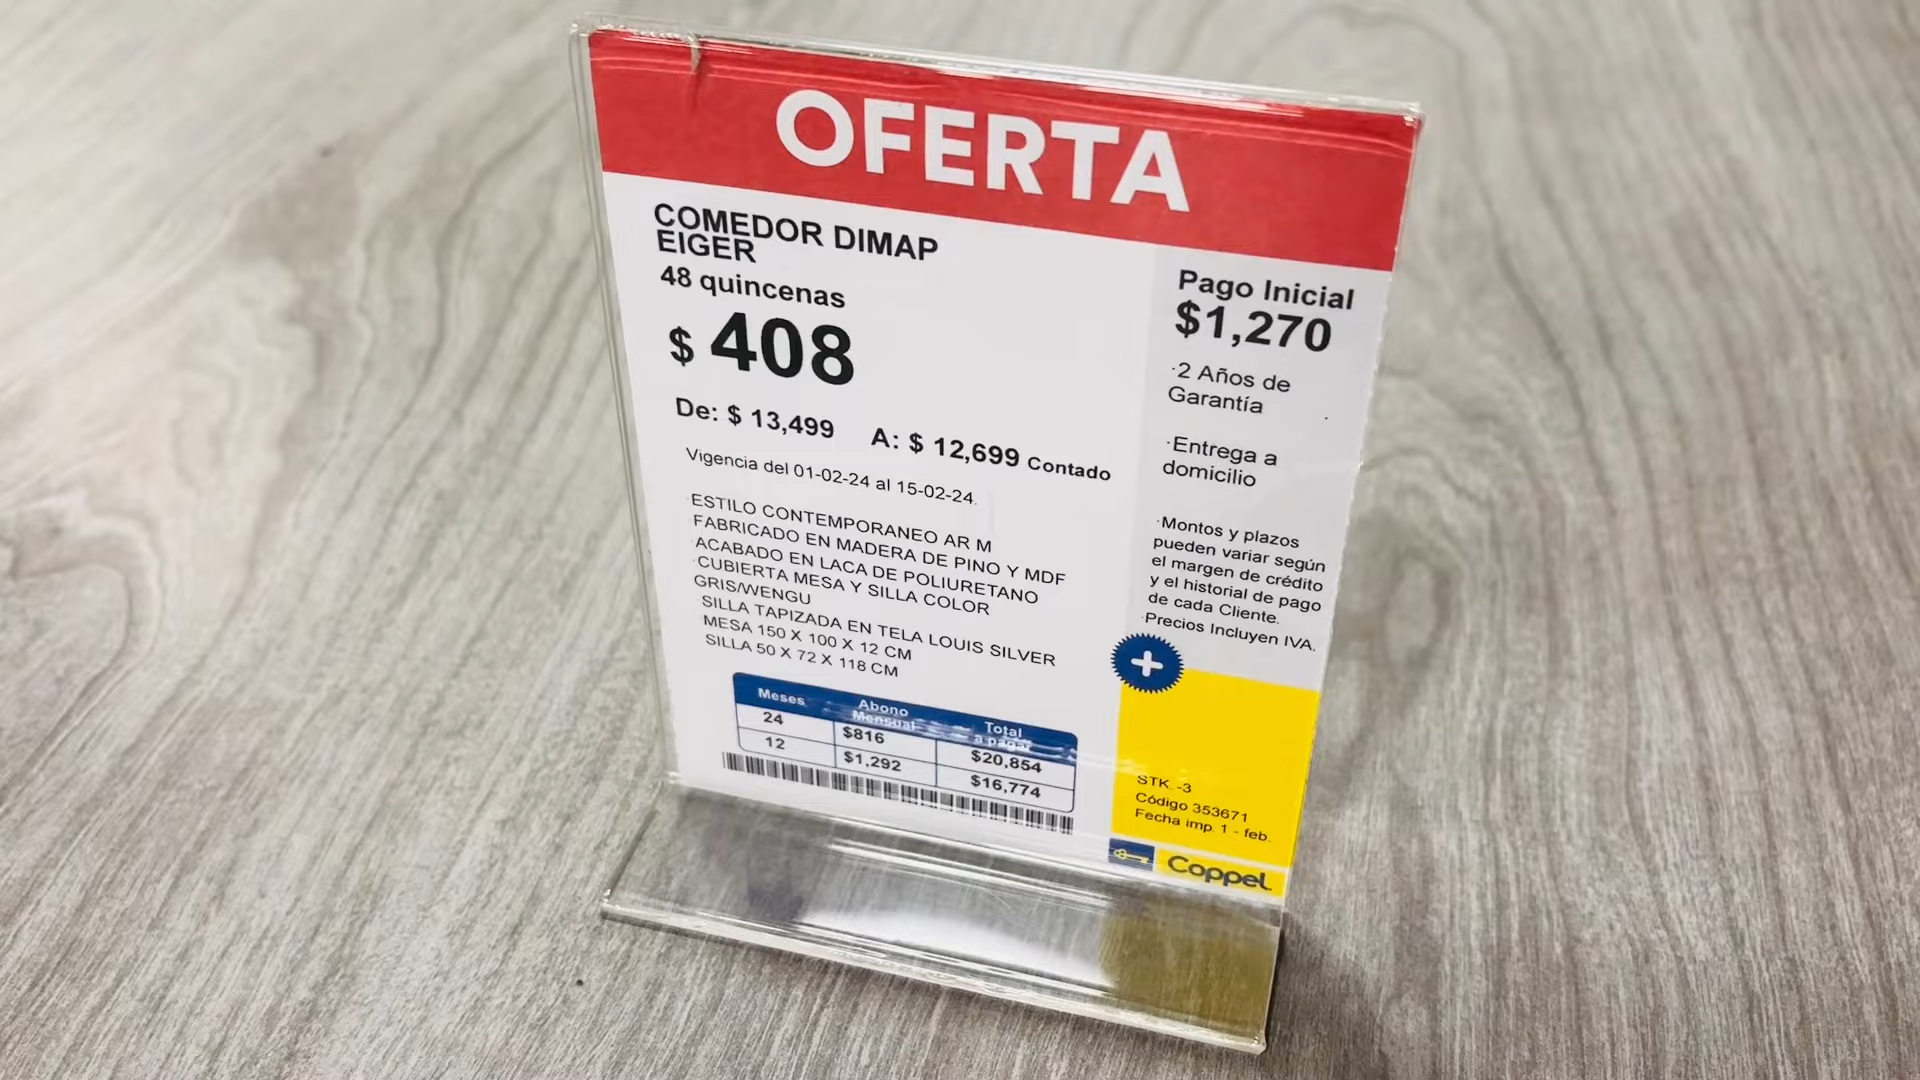 OFERTA
COMEDOR DIMAP
EIGER
48 quincenas
$ 408
De: $ 13,499 A: $ 12,699 Contado
Vigencia del 01-02-24 al 15-02-24.
·ESTILO CONTEMPORANEO AR M
·FABRICADO EN MADERA DE PINO Y MDF
·ACABADO EN LACA DE POLIURETANO
·CUBIERTA MESA Y SILLA COLOR
GRIS/WENGU
·SILLA TAPIZADA EN TELA LOUIS SILVER
·MESA 150 X 100 X 12 CM
·SILLA 50 X 72 X 118 CM
Meses Abono Mensual Total a pagar
24 $816 $20,854
12 $1,292 $16,774
Pago Inicial
$1,270
·2 Años de
Garantía
·Entrega a
domicilio
·Montos y plazos
pueden variar según
el margen de crédito
y el historial de pago
de cada Cliente.
·Precios Incluyen IVA.
+
STK. -3
Código 353671
Fecha imp. 1 - feb.
Coppel